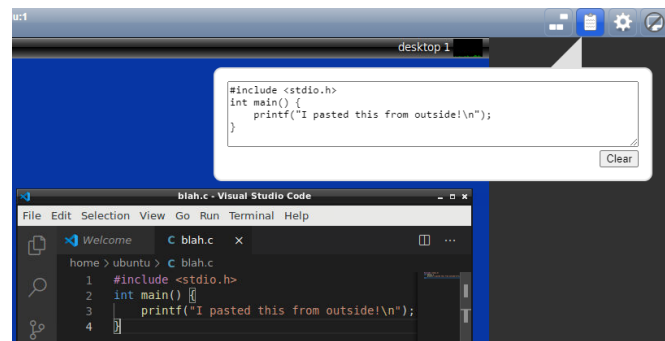 u:1
desktop 1
#include <stdio.h>
int main() {
    printf("I pasted this from outside!\n");
}
Clear
blah.c - Visual Studio Code
File Edit Selection View Go Run Terminal Help
Welcome C blah.c ×
home > ubuntu > C blah.c
1 #include <stdio.h>
2 int main() {
3     printf("I pasted this from outside!\n");
4 }